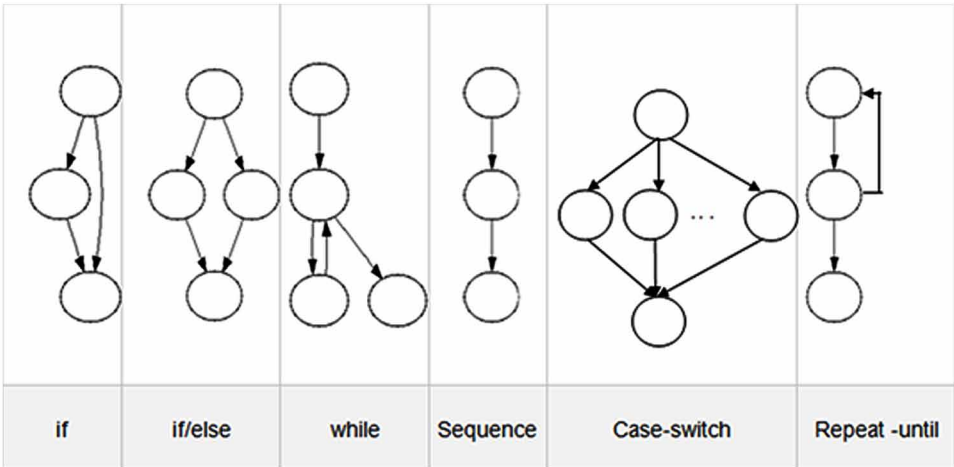 ...
if
if/else
while
Sequence
Case-switch
Repeat -until